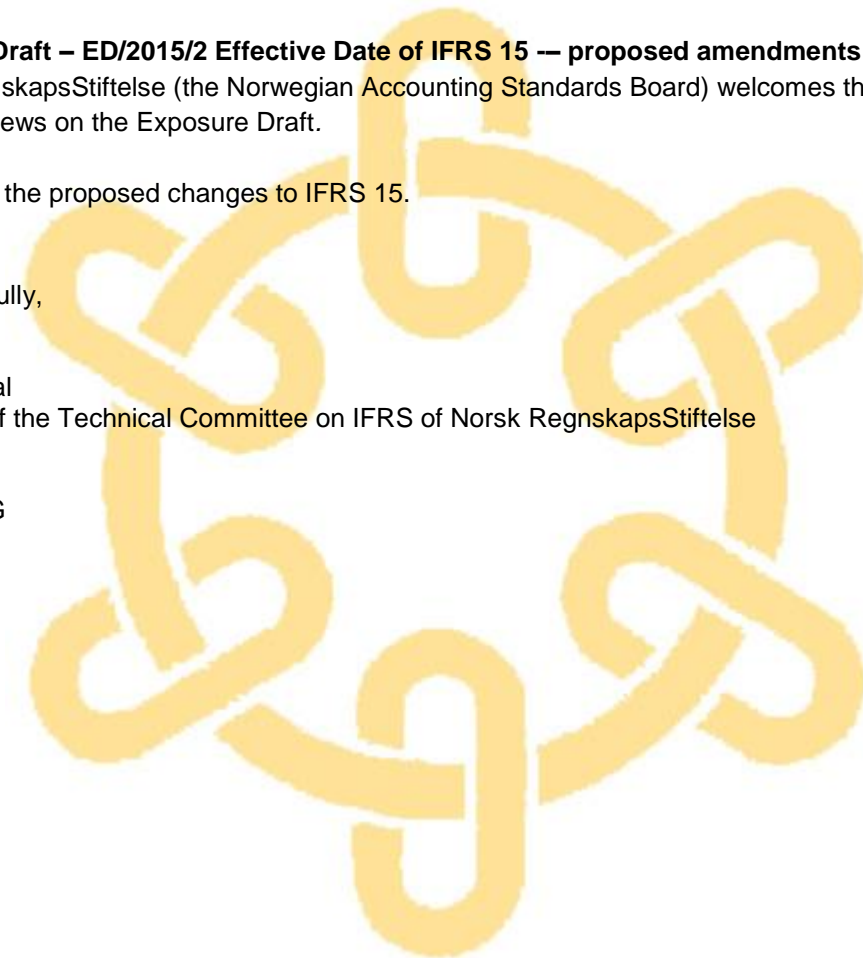 Draft – ED/2015/2 Effective Date of IFRS 15 -– proposed amendments
skapsStiftelse (the Norwegian Accounting Standards Board) welcomes th
ews on the Exposure Draft.
the proposed changes to IFRS 15.
ully,
al
f the Technical Committee on IFRS of Norsk RegnskapsStiftelse
G